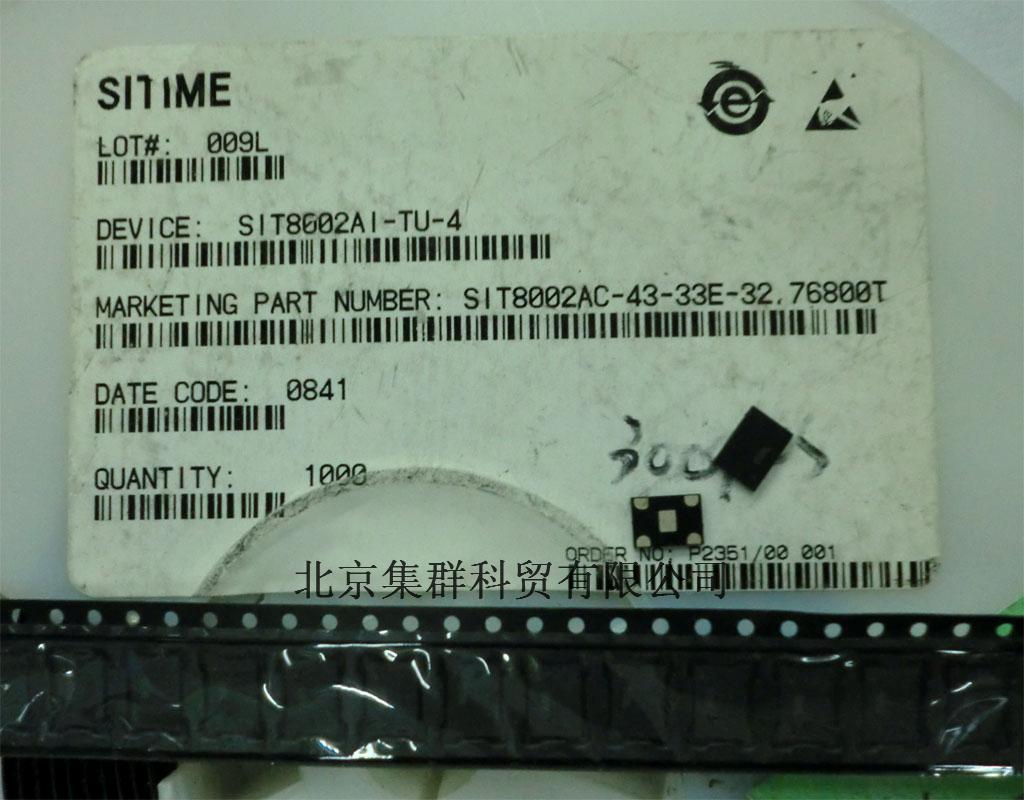 SITIME
LOT#: 009L
DEVICE: SIT8002AI-TU-4
MARKETING PART NUMBER: SIT8002AC-43-33E-32.76800T
DATE CODE: 0841
QUANTITY: 1000
ORDER NO: P2351/00 001
北京集群科贸有限公司